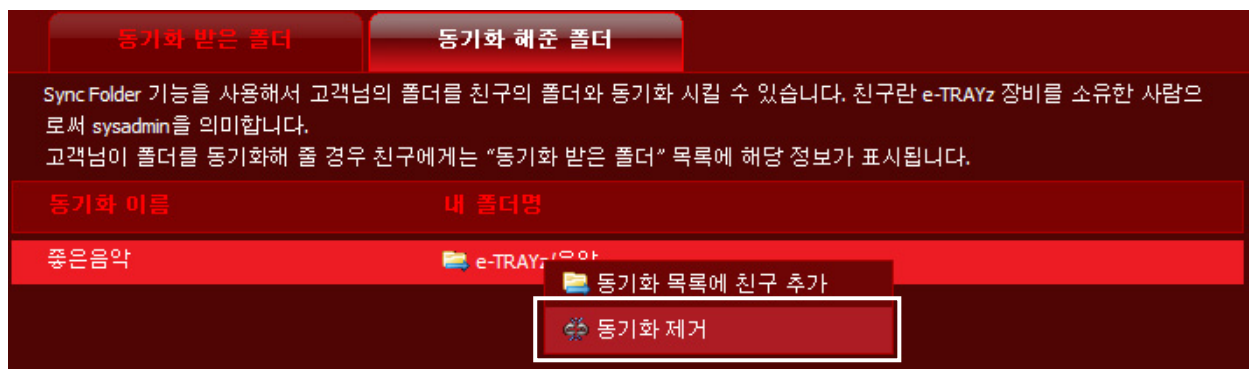 동기화 받은 폴더 동기화 해준 폴더
Sync Folder 기능을 사용해서 고객님의 폴더를 친구의 폴더와 동기화 시킬 수 있습니다. 친구란 e-TRAYz 장비를 소유한 사람으
로써 sysadmin을 의미합니다.
고객님이 폴더를 동기화해 줄 경우 친구에게는 “동기화 받은 폴더” 목록에 해당 정보가 표시됩니다.
동기화 이름 내 폴더명
쭣은음악 e-TRAYz/음악
동기화 목록에 친구 추가
동기화 제거